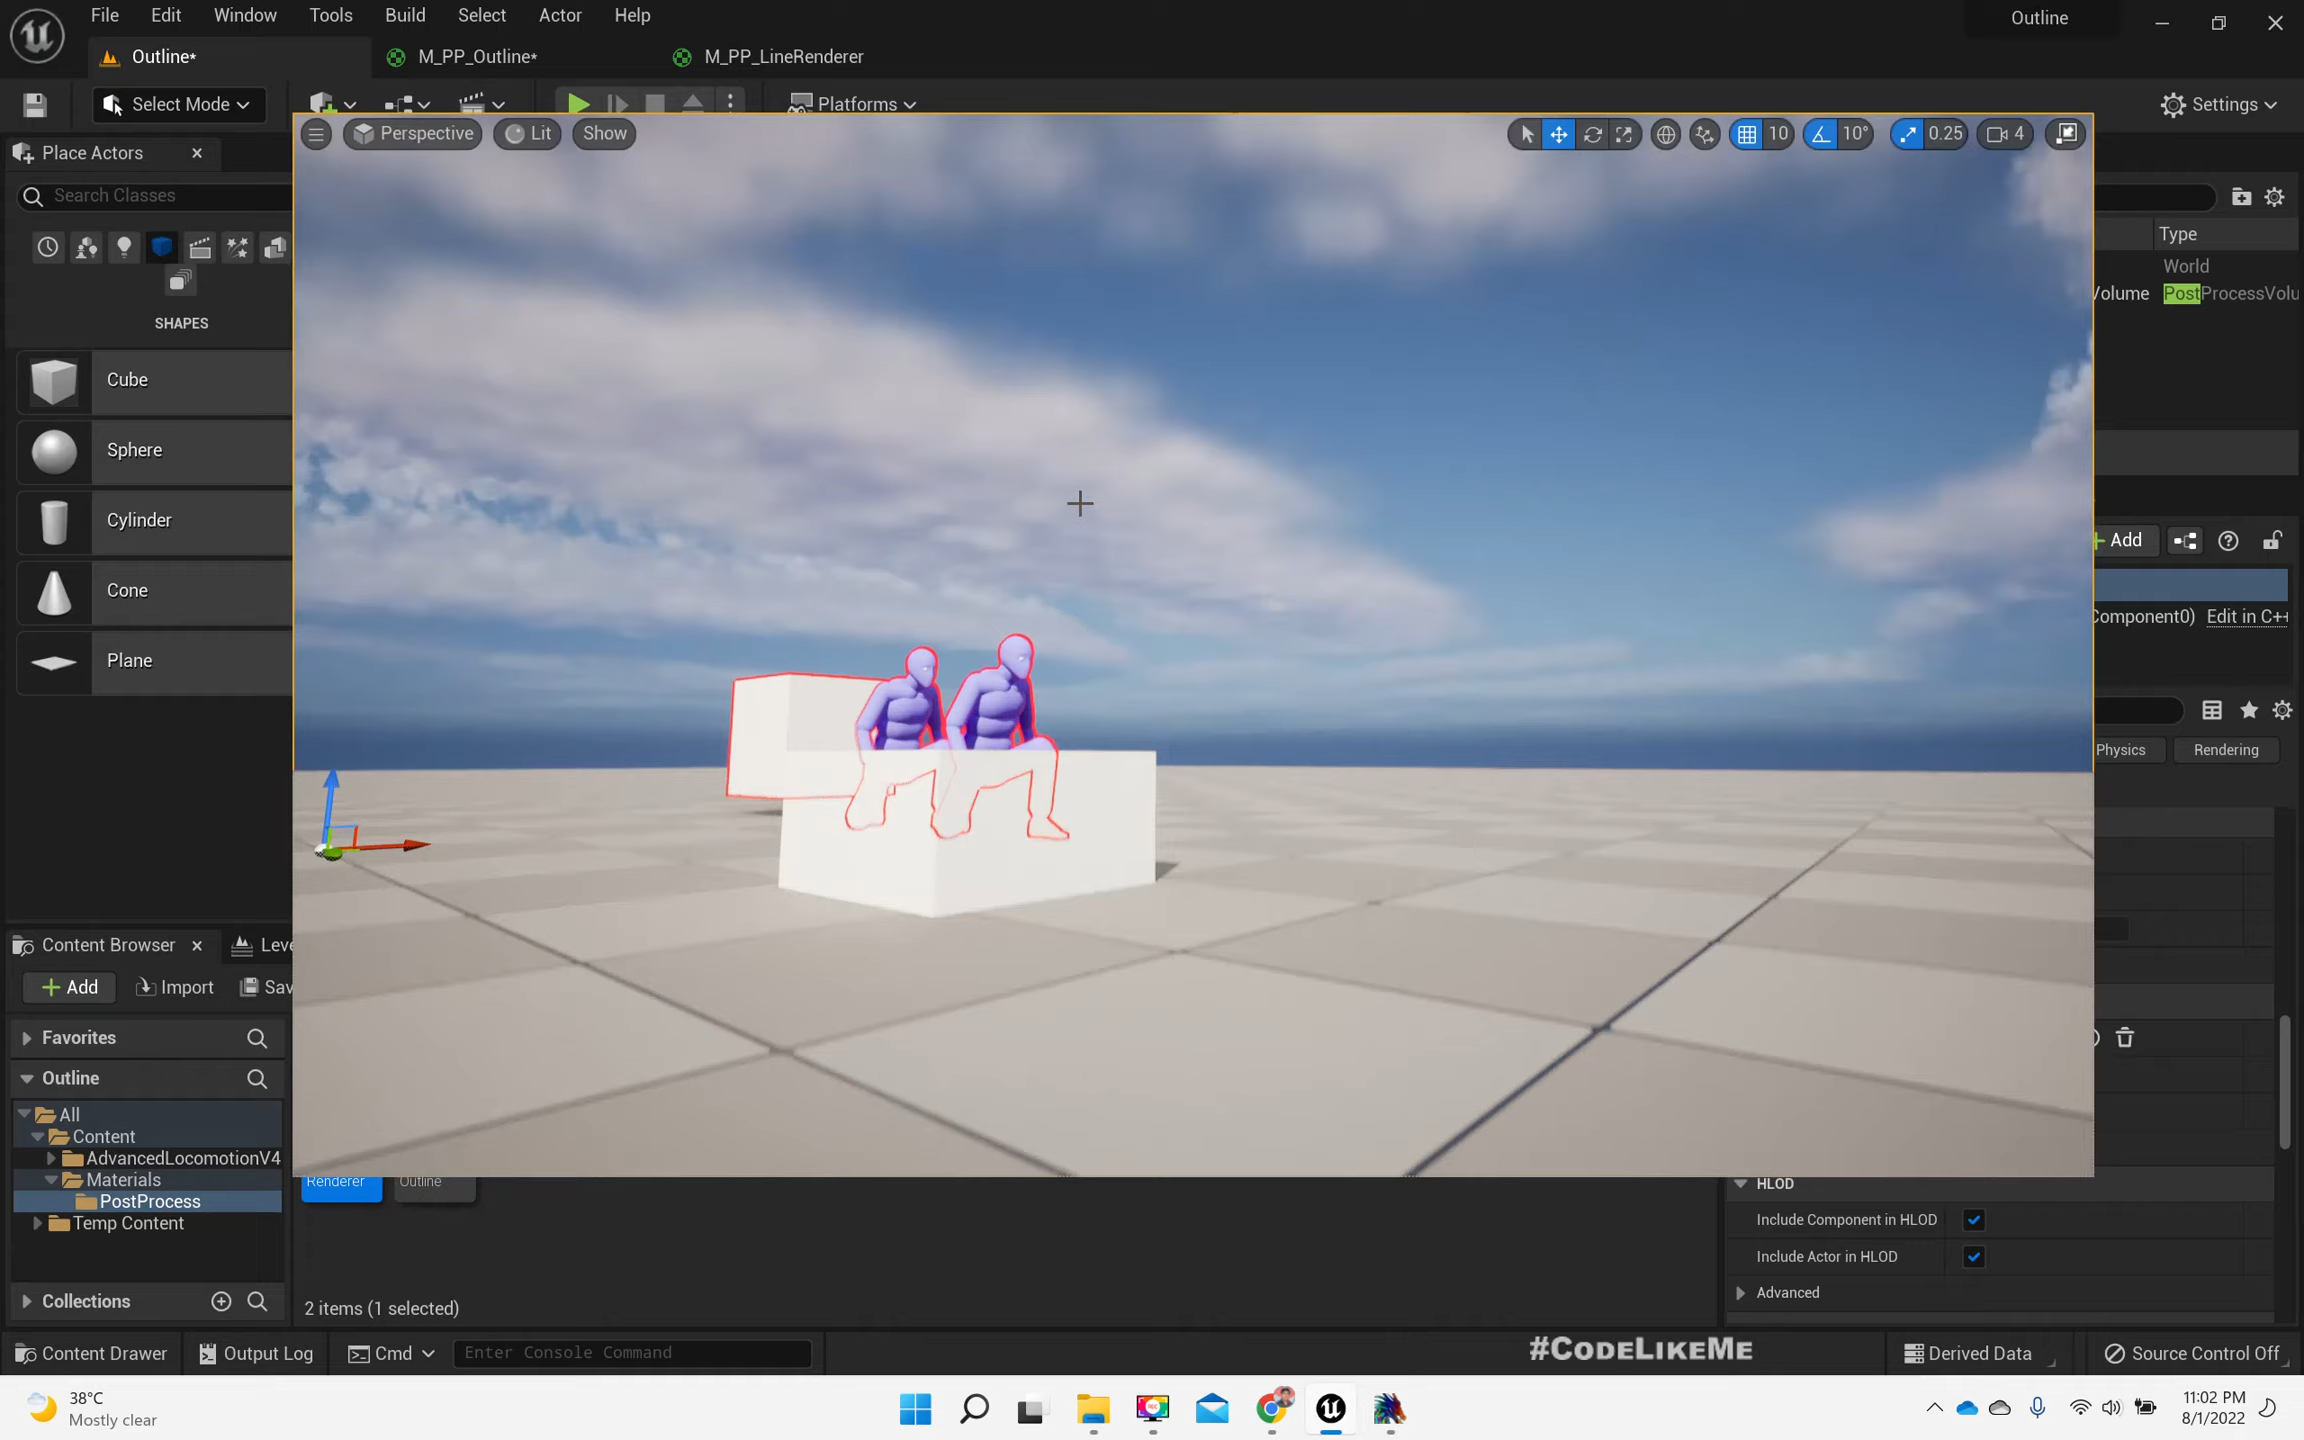 File Edit Window Tools Build Select Actor Help
Outline
Outline*
M_PP_Outline*
M_PP_LineRenderer
Select Mode
Platforms
Settings
Place Actors
Perspective
Lit
Show
10
10°
0.25
4
Search Classes
Type
World
Volume
PostProcessVolu
SHAPES
Cube
Sphere
Cylinder
Cone
Plane
Add
Component0) Edit in C++
Physics
Rendering
Content Browser
Leve
Add
Import
Sav
Favorites
Outline
All
Content
AdvancedLocomotionV4
Materials
PostProcess
Temp Content
Renderer
Outline
HLOD
Include Component in HLOD
Include Actor in HLOD
Advanced
Collections
2 items (1 selected)
Content Drawer
Output Log
Cmd
Enter Console Command
#CodeLikeMe
Derived Data
Source Control Off
38°C
Mostly clear
11:02 PM
8/1/2022